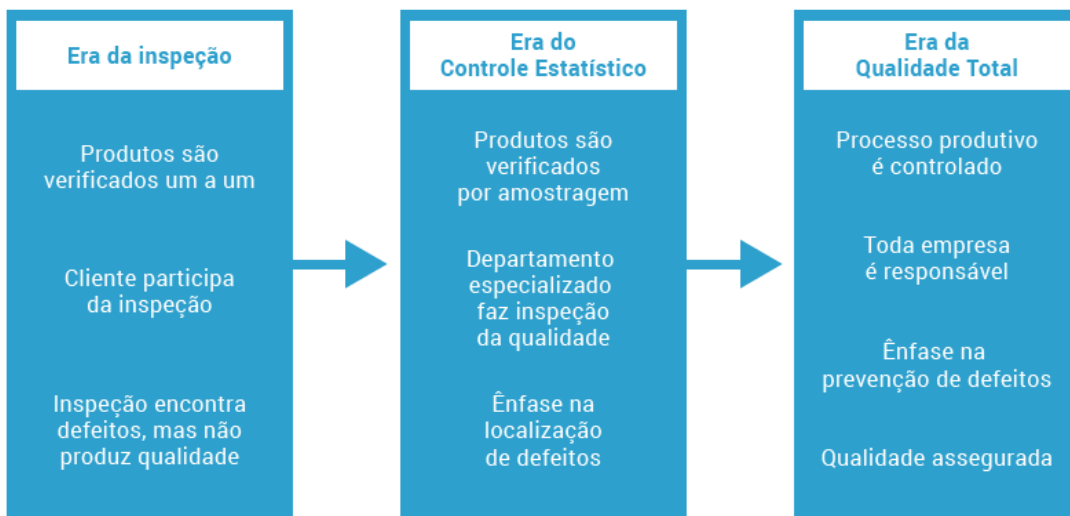 Era da inspeção
Produtos são
verificados um a um
Cliente participa
da inspeção
Inspeção encontra
defeitos, mas não
produz qualidade
Era do
Controle Estatístico
Produtos são
verificados
por amostragem
Departamento
especializado
faz inspeção
da qualidade
Ênfase na
localização
de defeitos
Era da
Qualidade Total
Processo produtivo
é controlado
Toda empresa
é responsável
Ênfase na
prevenção de defeitos
Qualidade assegurada